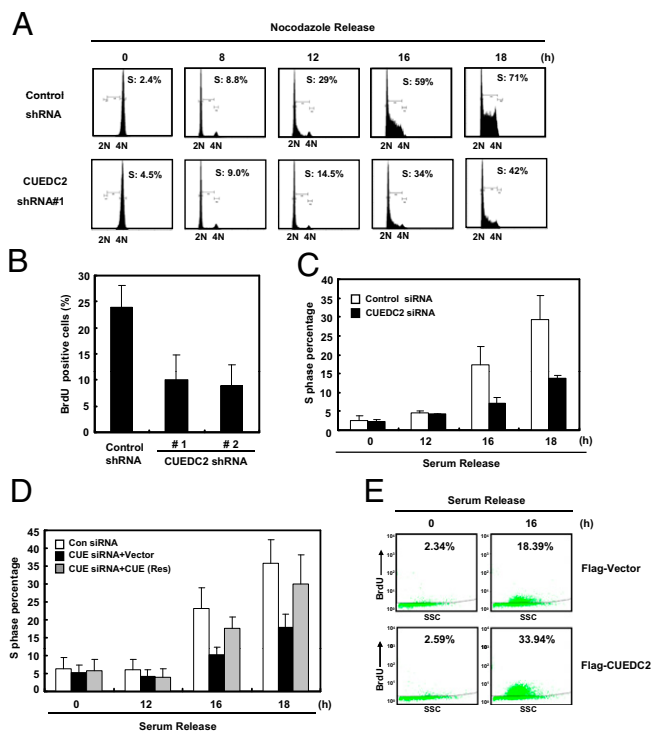 A
Nocodazole Release
0 8 12 16 18 (h)
Control shRNA
S: 2.4% S: 8.8% S: 29% S: 59% S: 71%
2N 4N 2N 4N 2N 4N 2N 4N 2N 4N
CUEDC2 shRNA#1
S: 4.5% S: 9.0% S: 14.5% S: 34% S: 42%
2N 4N 2N 4N 2N 4N 2N 4N 2N 4N
B
BrdU positive cells (%)
30
25
20
15
10
5
0
Control shRNA
# 1 # 2
CUEDC2 shRNA
C
S phase percentage
40
35
30
25
20
15
10
5
0
Control siRNA
CUEDC2 siRNA
0 12 16 18 (h)
Serum Release
D
S phase percentage
45
40
35
30
25
20
15
10
5
0
Con siRNA
CUE siRNA+Vector
CUE siRNA+CUE (Res)
0 12 16 18 (h)
Serum Release
E
Serum Release
0 16 (h)
BrdU
2.34% 18.39%
Flag-Vector
SSC SSC
BrdU
2.59% 33.94%
Flag-CUEDC2
SSC SSC